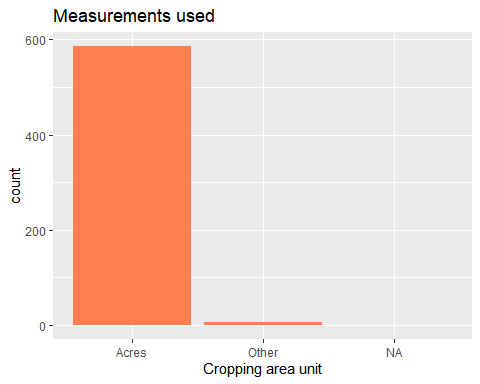 Measurements used
600
400
200
0
count
Acres Other NA
Cropping area unit